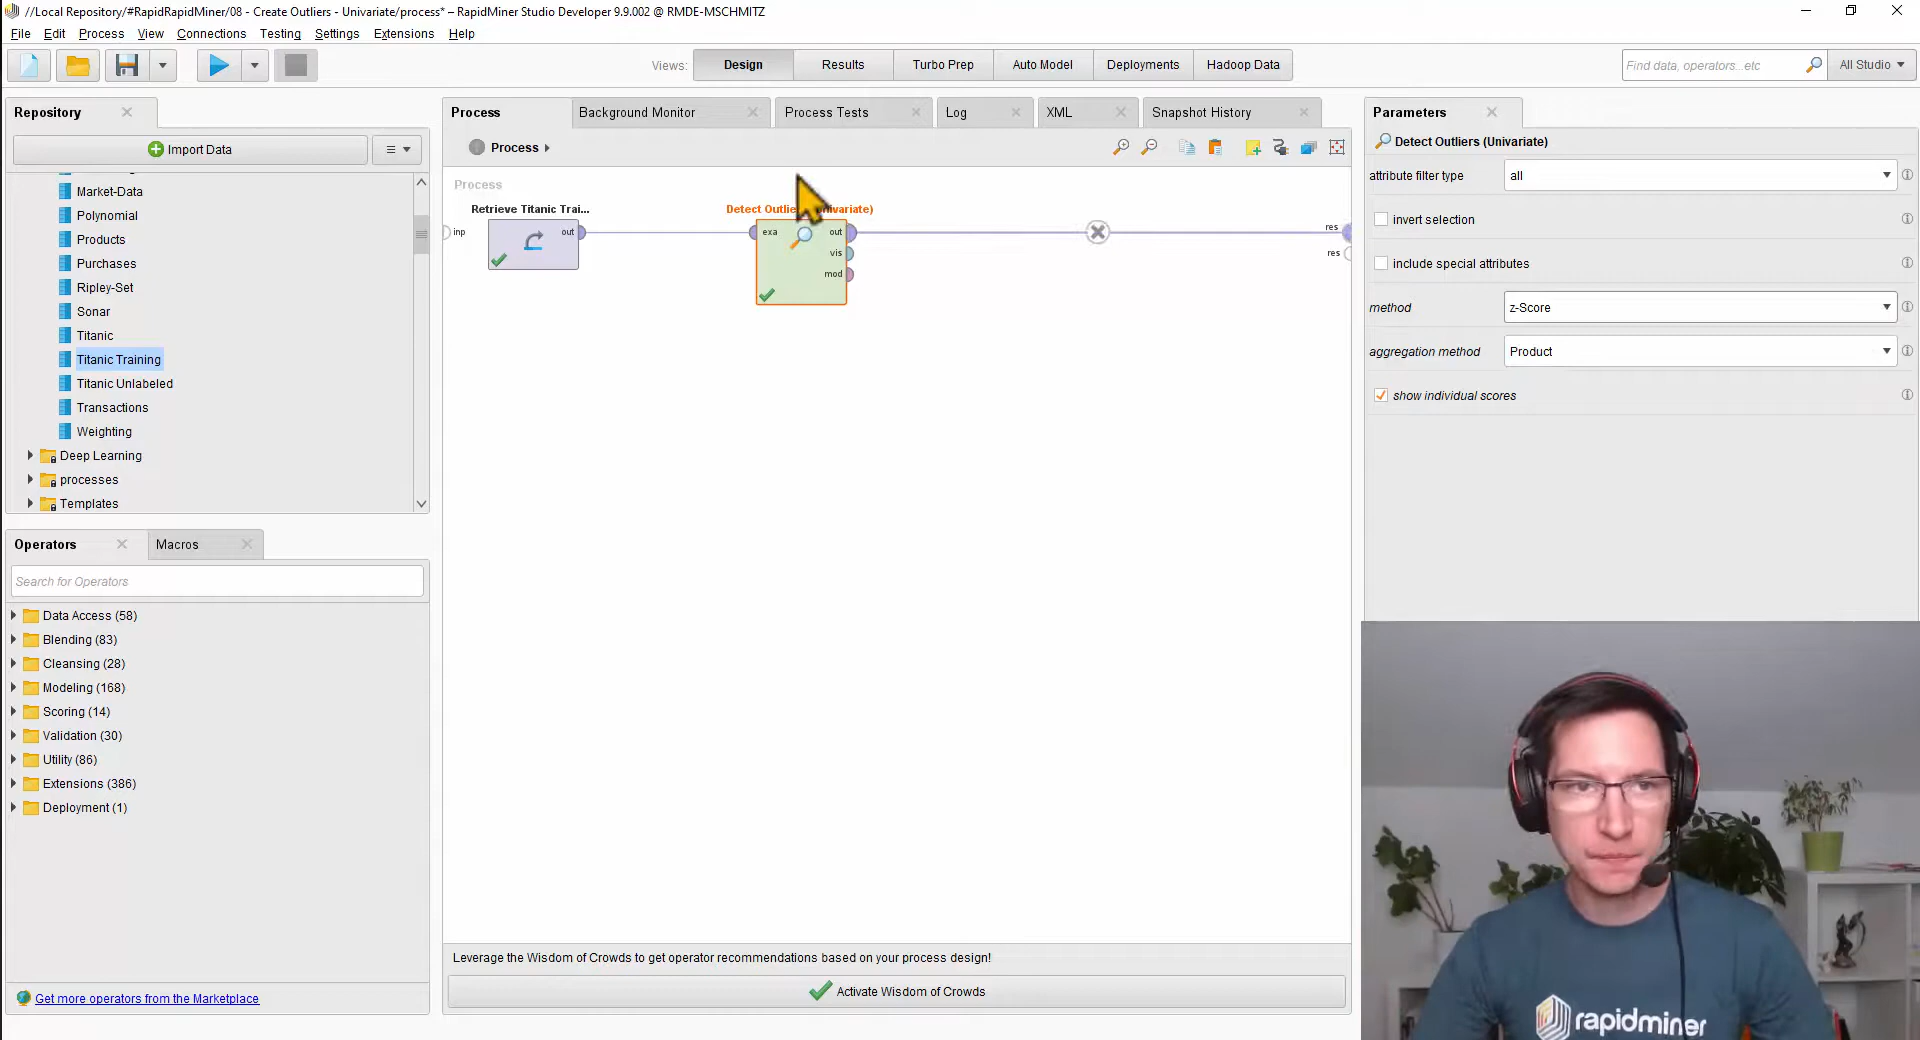 //Local Repository/#RapidRapidMiner/08 - Create Outliers - Univariate/process* – RapidMiner Studio Developer 9.9.002 @ RMDE-MSCHMITZ
File Edit Process View Connections Testing Settings Extensions Help
Views: Design Results Turbo Prep Auto Model Deployments Hadoop Data
Find data, operators...etc
All Studio
Repository
Import Data
Market-Data
Polynomial
Products
Purchases
Ripley-Set
Sonar
Titanic
Titanic Training
Titanic Unlabeled
Transactions
Weighting
Deep Learning
processes
Templates
Operators
Macros
Search for Operators
Data Access (58)
Blending (83)
Cleansing (28)
Modeling (168)
Scoring (14)
Validation (30)
Utility (86)
Extensions (386)
Deployment (1)
Get more operators from the Marketplace
Process Background Monitor Process Tests Log XML Snapshot History
Process
Process
Retrieve Titanic Trai...
inp
out
exa
out
vis
mod
res
res
Leverage the Wisdom of Crowds to get operator recommendations based on your process design!
Activate Wisdom of Crowds
Parameters
Detect Outliers (Univariate)
attribute filter type all
invert selection
include special attributes
method z-Score
aggregation method Product
show individual scores
rapidminer